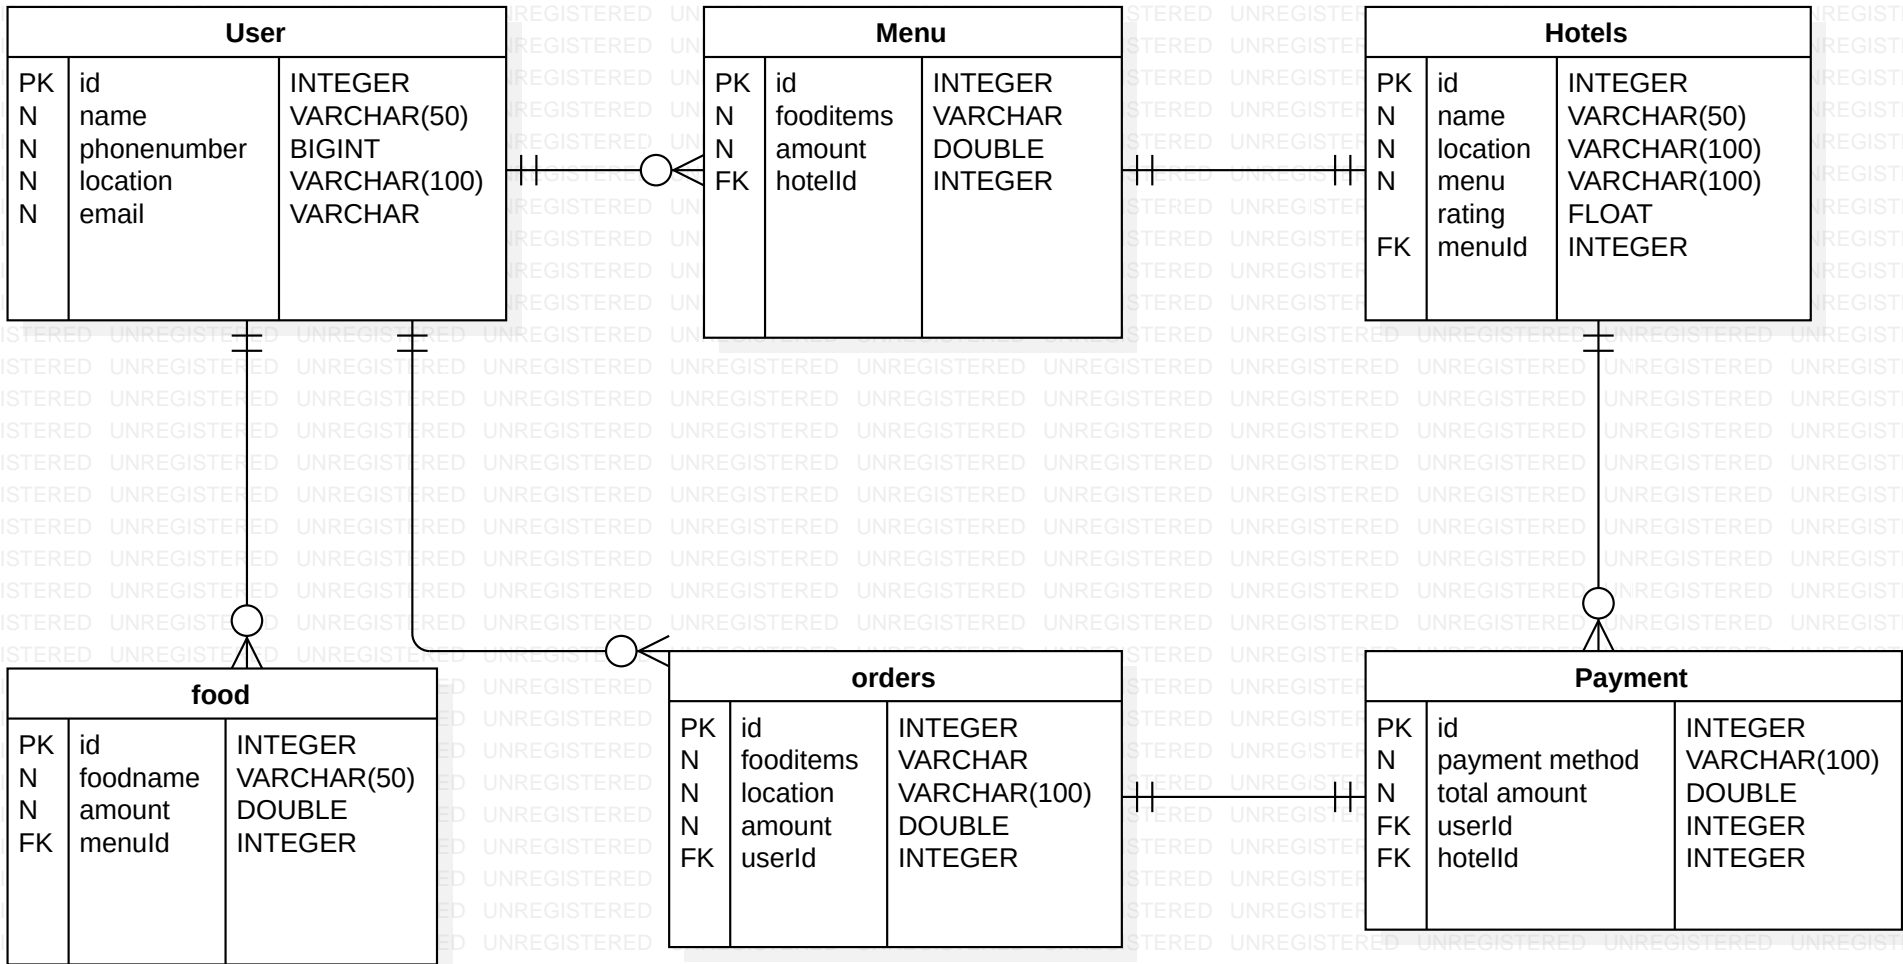 User
PK id INTEGER
N name VARCHAR(50)
N phonenumber BIGINT
N location VARCHAR(100)
N email VARCHAR
Menu
PK id INTEGER
N fooditems VARCHAR
N amount DOUBLE
FK hotelId INTEGER
Hotels
PK id INTEGER
N name VARCHAR(50)
N location VARCHAR(100)
N menu VARCHAR(100)
rating FLOAT
FK menuId INTEGER
food
PK id INTEGER
N foodname VARCHAR(50)
N amount DOUBLE
FK menuId INTEGER
orders
PK id INTEGER
N fooditems VARCHAR
N location VARCHAR(100)
N amount DOUBLE
FK userId INTEGER
Payment
PK id INTEGER
N payment method VARCHAR(100)
N total amount DOUBLE
FK userId INTEGER
FK hotelId INTEGER
UNREGISTERED